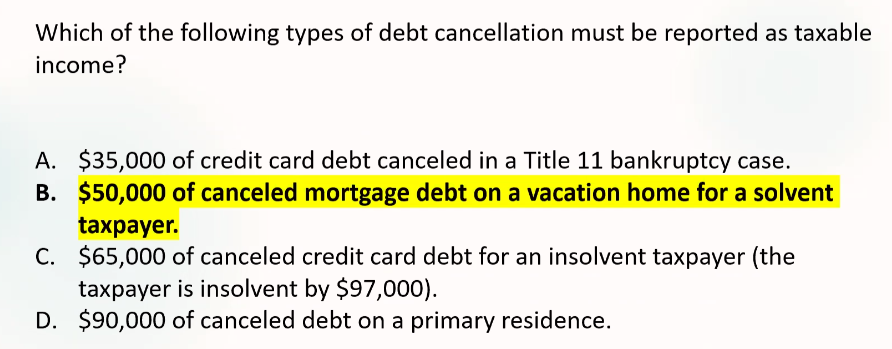 Which of the following types of debt cancellation must be reported as taxable
income?
A. $35,000 of credit card debt canceled in a Title 11 bankruptcy case.
B. $50,000 of canceled mortgage debt on a vacation home for a solvent
taxpayer.
C. $65,000 of canceled credit card debt for an insolvent taxpayer (the
taxpayer is insolvent by $97,000).
D. $90,000 of canceled debt on a primary residence.